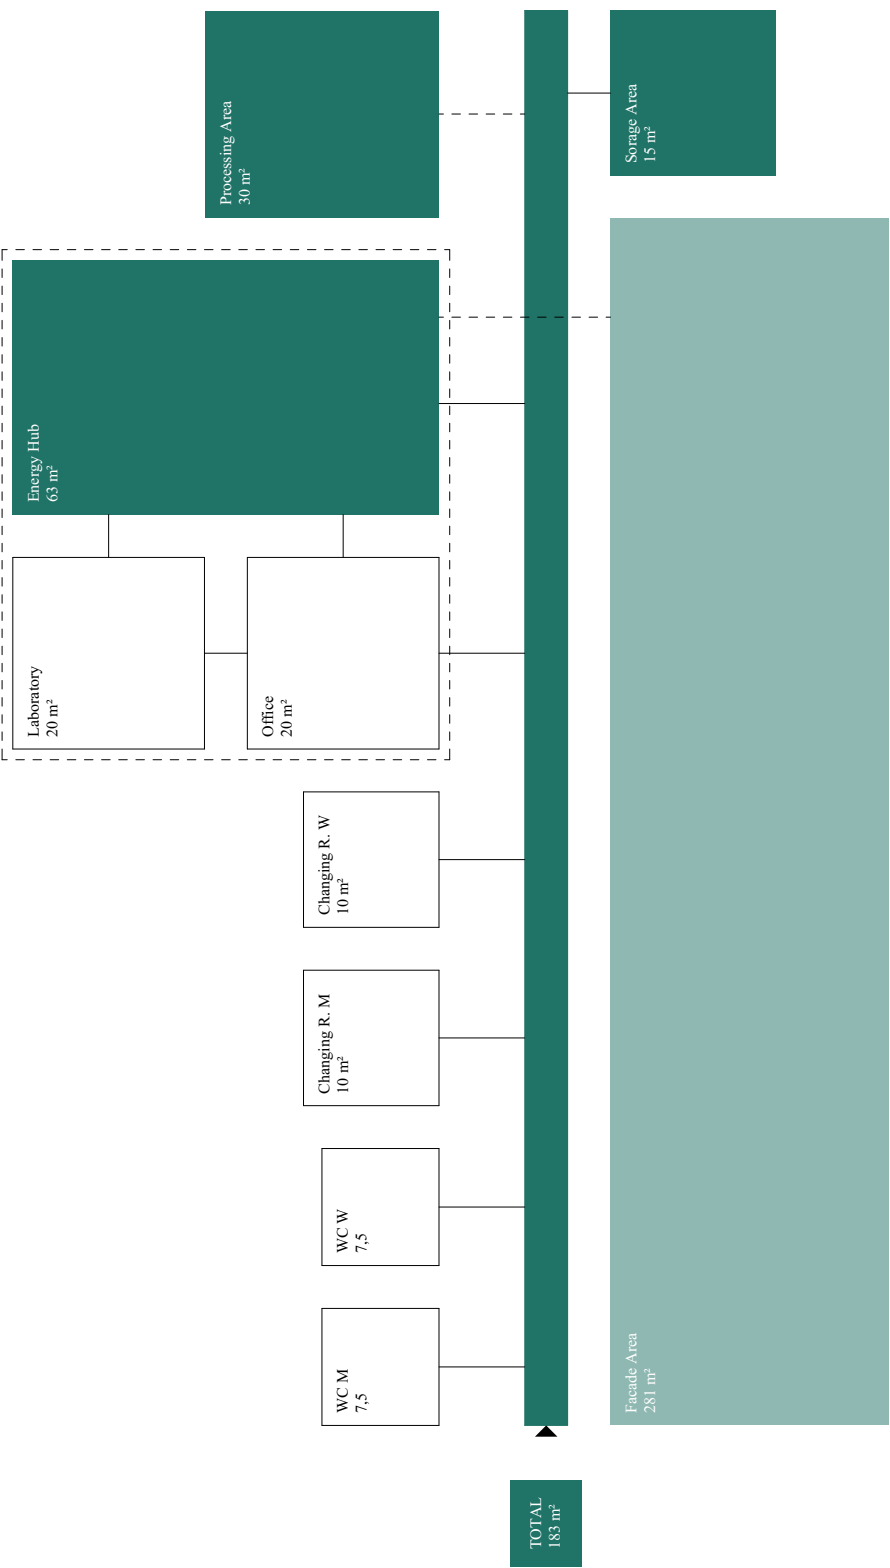 TOTAL
183 m²
WC M
7,5
WC W
7,5
Changing R. M
10 m²
Changing R. W
10 m²
Laboratory
20 m²
Office
20 m²
Energy Hub
63 m²
Processing Area
30 m²
Facade Area
281 m²
Sorage Area
15 m²